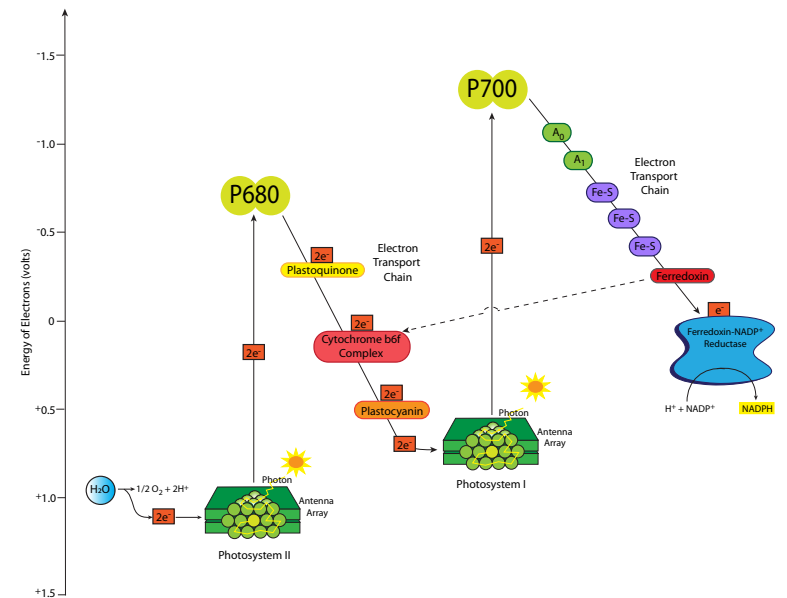 Energy of Electrons (volts)
-1.5
-1.0
-0.5
0
+0.5
+1.0
+1.5
H₂O
1/2 O₂ + 2H⁺
2e⁻
Photosystem II
Antenna
Array
Photon
2e⁻
P680
2e⁻
Plastoquinone
Electron
Transport
Chain
2e⁻
Cytochrome b6f
Complex
2e⁻
Plastocyanin
2e⁻
Photosystem I
Antenna
Array
Photon
2e⁻
P700
A₀
A₁
Fe-S
Fe-S
Fe-S
Electron
Transport
Chain
Ferredoxin
e⁻
Ferredoxin-NADP⁺
Reductase
H⁺ + NADP⁺
NADPH